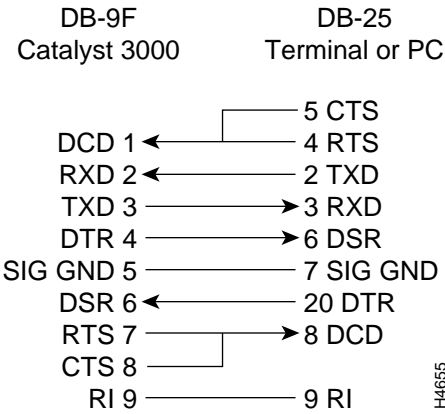 DB-9F DB-25
Catalyst 3000 Terminal or PC
5 CTS
DCD 1 4 RTS
RXD 2 2 TXD
TXD 3 3 RXD
DTR 4 6 DSR
SIG GND 5 7 SIG GND
DSR 6 20 DTR
RTS 7 8 DCD
CTS 8
RI 9 9 RI
H4655